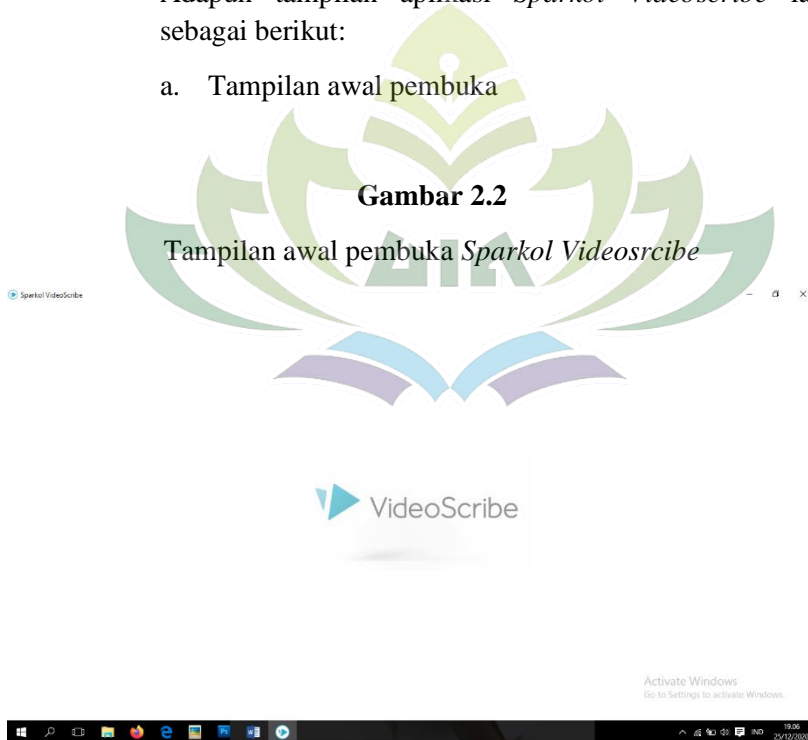 sebagai berikut:
a. Tampilan awal pembuka
Gambar 2.2
Tampilan awal pembuka Sparkol Videosrcibe
Sparkol VideoScribe
VideoScribe
Activate Windows
Go to Settings to activate Windows.
IND
19.06
25/12/2020